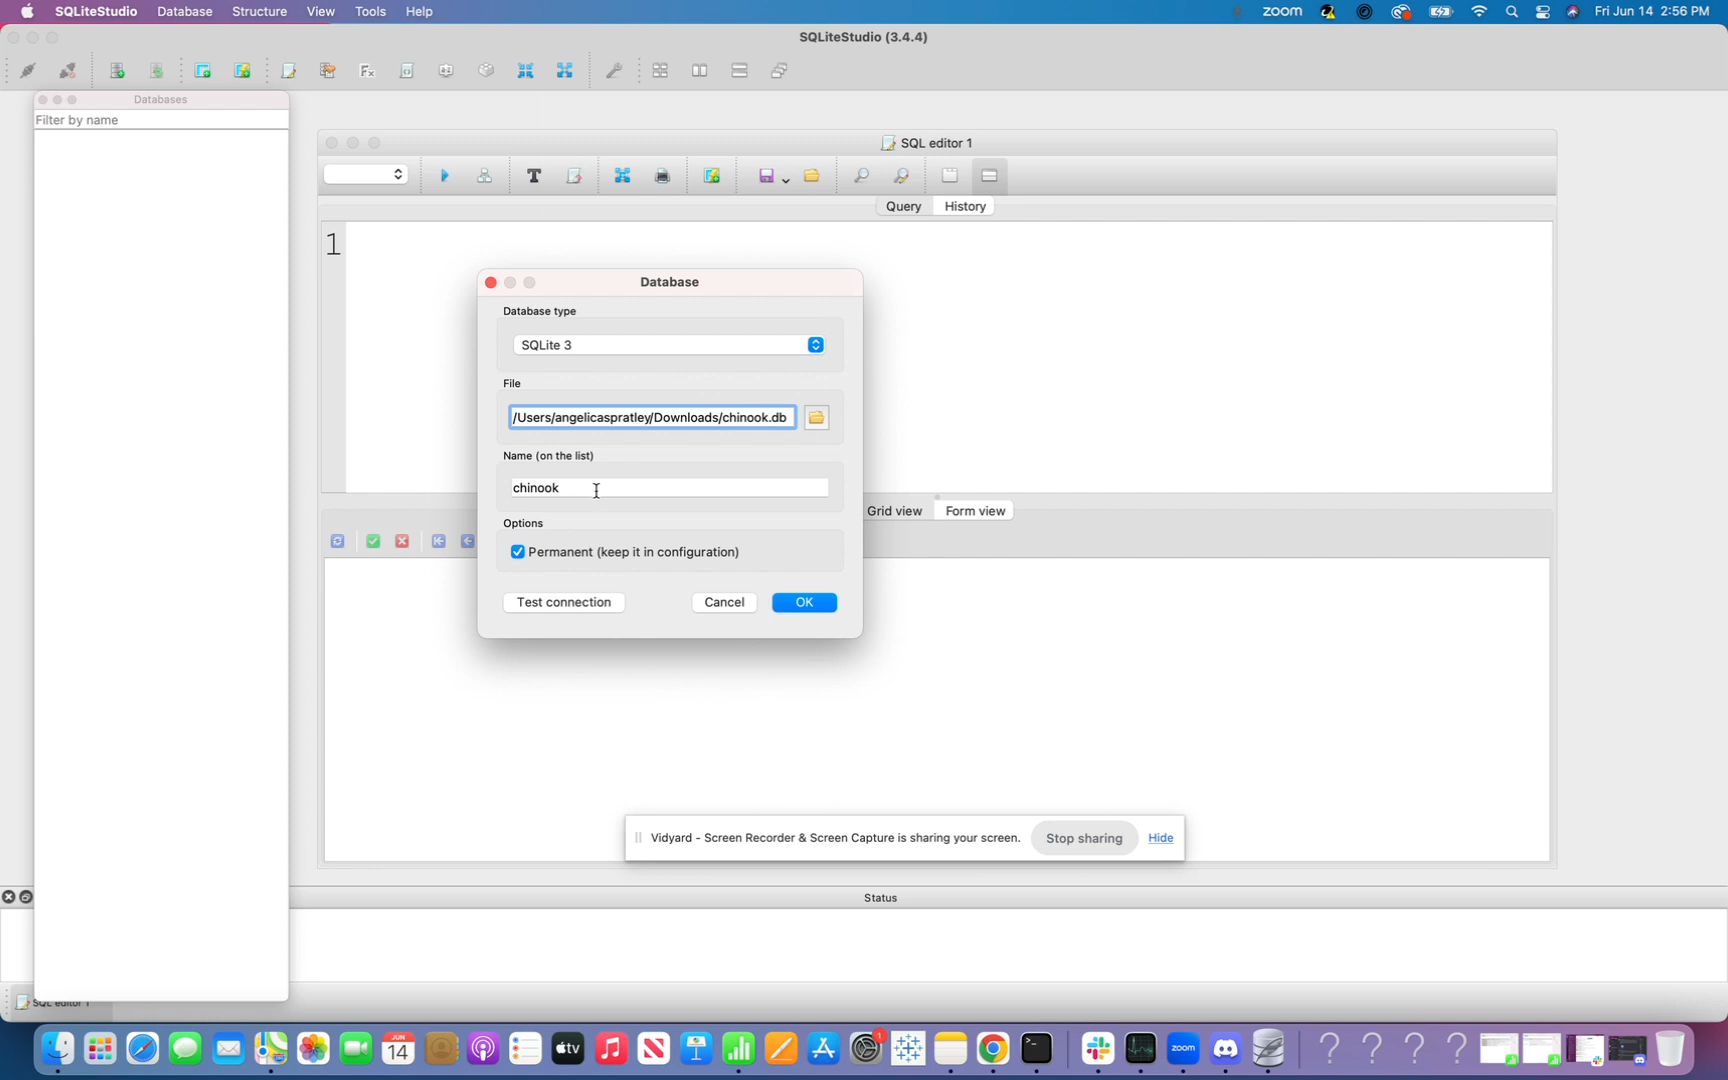 SQLiteStudio Database Structure View Tools Help zoom Fri Jun 14 2:56 PM
SQLiteStudio (3.4.4)
Databases
Filter by name
SQL editor 1
Query History
1
Database
Database type
SQLite 3
File
/Users/angelicaspratley/Downloads/chinook.db
Name (on the list)
chinook
Grid view Form view
Options
Permanent (keep it in configuration)
Test connection Cancel OK
Vidyard - Screen Recorder & Screen Capture is sharing your screen. Stop sharing Hide
Status
SQL editor 1
JUN
14
tv
1
zoom